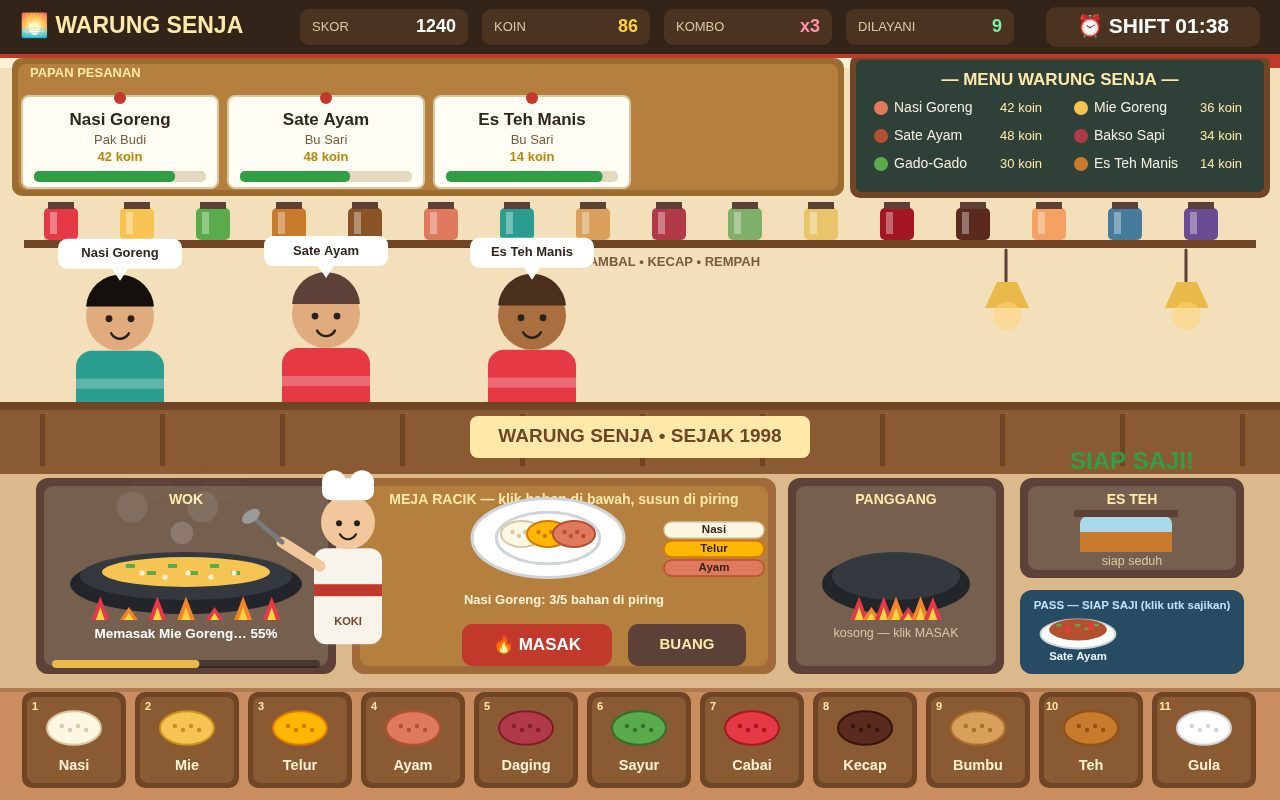 🌅 WARUNG SENJA
SKOR 1240
KOIN 86
KOMBO x3
DILAYANI 9
⏰ SHIFT 01:38
PAPAN PESANAN
Nasi Goreng
Pak Budi
42 koin
Sate Ayam
Bu Sari
48 koin
Es Teh Manis
Bu Sari
14 koin
— MENU WARUNG SENJA —
Nasi Goreng 42 koin
Mie Goreng 36 koin
Sate Ayam 48 koin
Bakso Sapi 34 koin
Gado-Gado 30 koin
Es Teh Manis 14 koin
Nasi Goreng
Sate Ayam
Es Teh Manis
AMBAL • KECAP • REMPAH
WARUNG SENJA • SEJAK 1998
SIAP SAJI!
WOK
Memasak Mie Goreng… 55%
KOKI
MEJA RACIK — klik bahan di bawah, susun di piring
Nasi
Telur
Ayam
Nasi Goreng: 3/5 bahan di piring
🔥 MASAK
BUANG
PANGGANG
kosong — klik MASAK
ES TEH
siap seduh
PASS — SIAP SAJI (klik utk sajikan)
Sate Ayam
1 Nasi
2 Mie
3 Telur
4 Ayam
5 Daging
6 Sayur
7 Cabai
8 Kecap
9 Bumbu
10 Teh
11 Gula